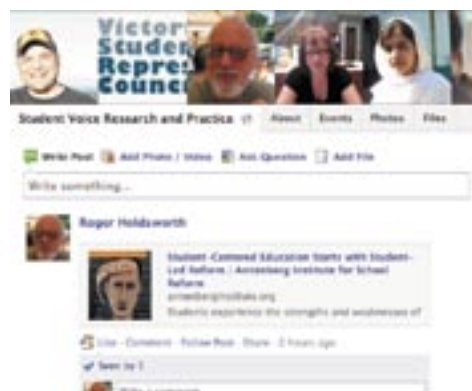 Victor
Studen
Repres
Counc
Student Voice Research and Practice
About Events Photos Files
Write Post Add Photo / Video Ask Question Add File
Write something...
Roger Holdsworth
Student-Centered Education Starts with Student-
Led Reform | Annenberg Institute for School
Reform
annenberginstitute.org
Students experience the strengths and weaknesses of
Like · Comment · Follow Post · Share · 2 hours ago
Seen by 2
Write a comment